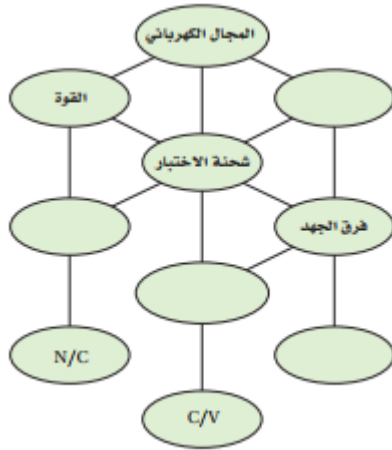 المجال الكهربائي
القوة
شحنة الاختبار
فرق الجهد
N/C
C/V